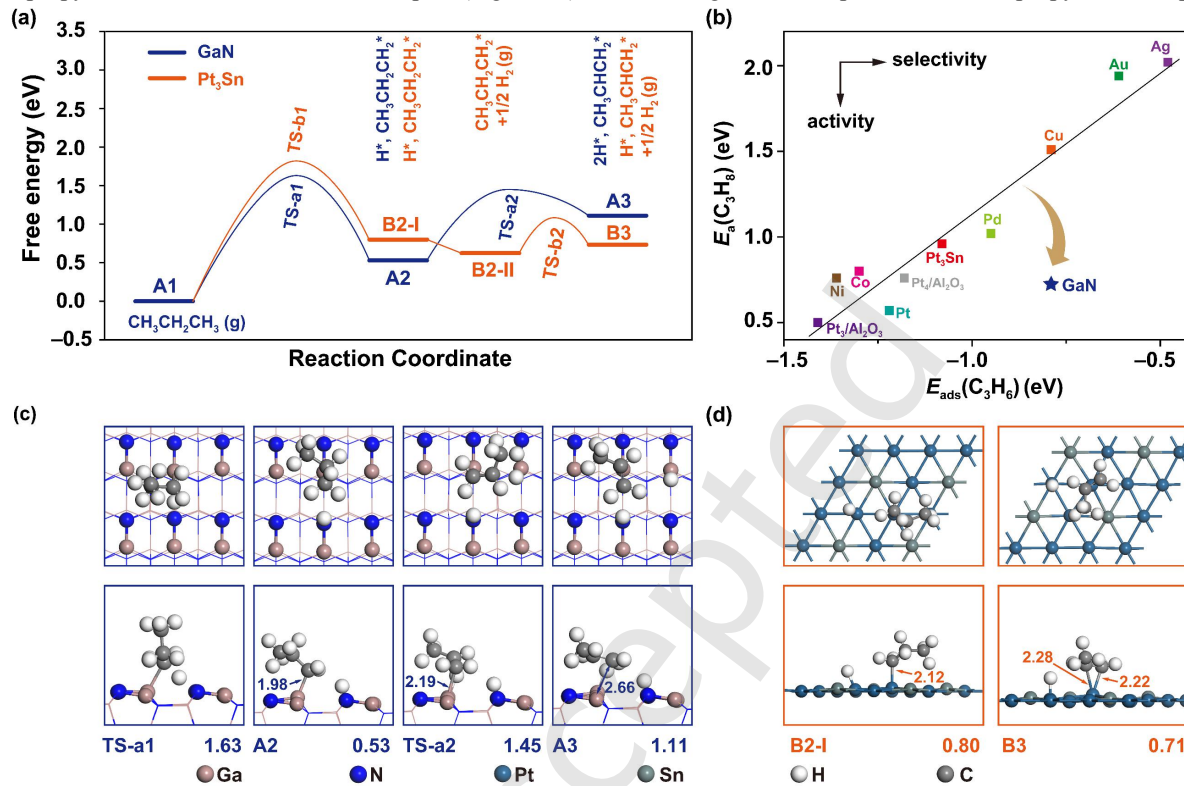 (a)
Free energy (eV)
3.5
3.0
2.5
2.0
1.5
1.0
0.5
0.0
–0.5
GaN
Pt₃Sn
H*, CH₃CH₂CH₂*
H*, CH₃CH₂CH₂*
CH₃CH₂CH₂*
+1/2 H₂ (g)
2H*, CH₃CHCH₂*
H*, CH₃CHCH₂*
+1/2 H₂ (g)
TS-b1
TS-a1
A1
CH₃CH₂CH₃ (g)
B2-I
A2
B2-II
TS-a2
TS-b2
A3
B3
Reaction Coordinate
(b)
Eₐ(C₃H₈) (eV)
2.0
1.5
1.0
0.5
selectivity
activity
Ag
Au
Cu
Pd
Pt₃Sn
Pt₄/Al₂O₃
GaN
Ni
Co
Pt
Pt₃/Al₂O₃
–1.5
–1.0
–0.5
E_ads(C₃H₆) (eV)
(c)
(d)
1.98
2.19
2.66
2.12
2.28
2.22
TS-a1 1.63
A2 0.53
TS-a2 1.45
A3 1.11
B2-I 0.80
B3 0.71
Ga
N
Pt
Sn
H
C
Accepted